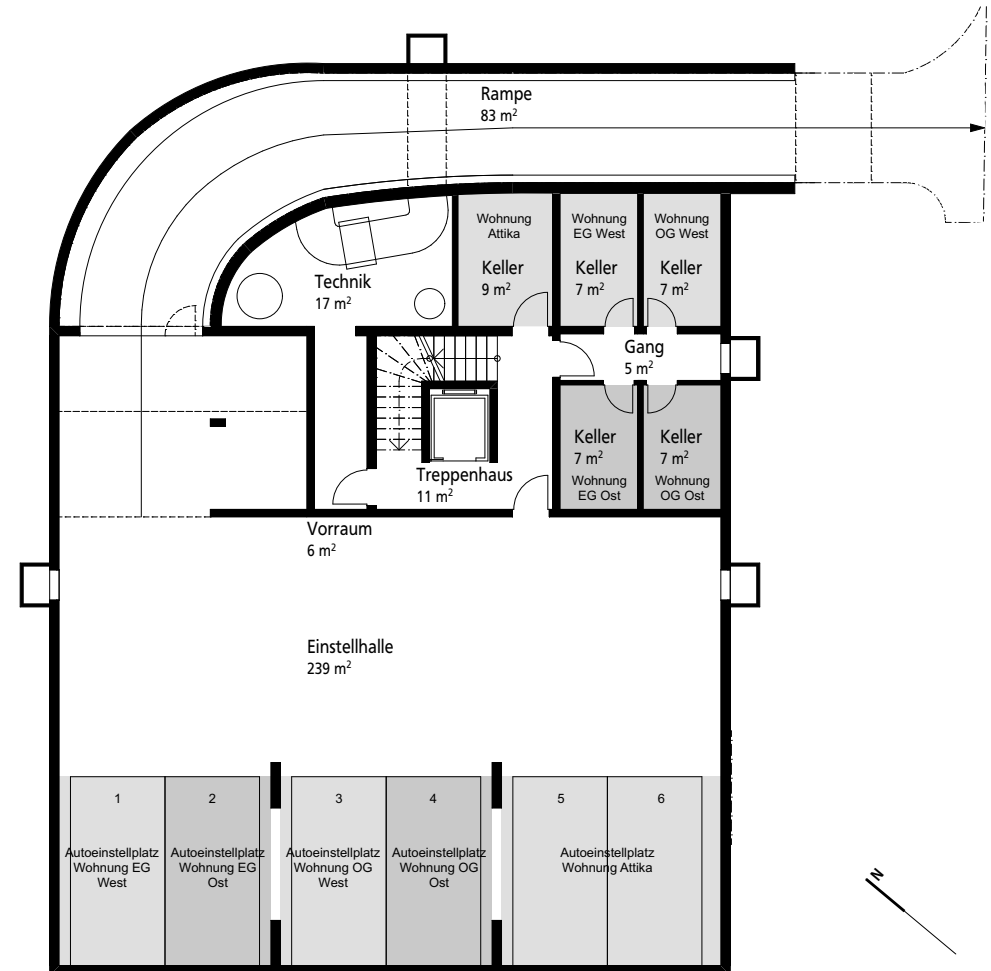 Rampe
83 m²
Wohnung
Attika
Keller
9 m²
Wohnung
EG West
Keller
7 m²
Wohnung
OG West
Keller
7 m²
Technik
17 m²
Gang
5 m²
Keller
7 m²
Wohnung
EG Ost
Keller
7 m²
Wohnung
OG Ost
Treppenhaus
11 m²
Vorraum
6 m²
Einstellhalle
239 m²
1
Autoeinstellplatz
Wohnung EG
West
2
Autoeinstellplatz
Wohnung EG
Ost
3
Autoeinstellplatz
Wohnung OG
West
4
Autoeinstellplatz
Wohnung OG
Ost
5
6
Autoeinstellplatz
Wohnung Attika
N